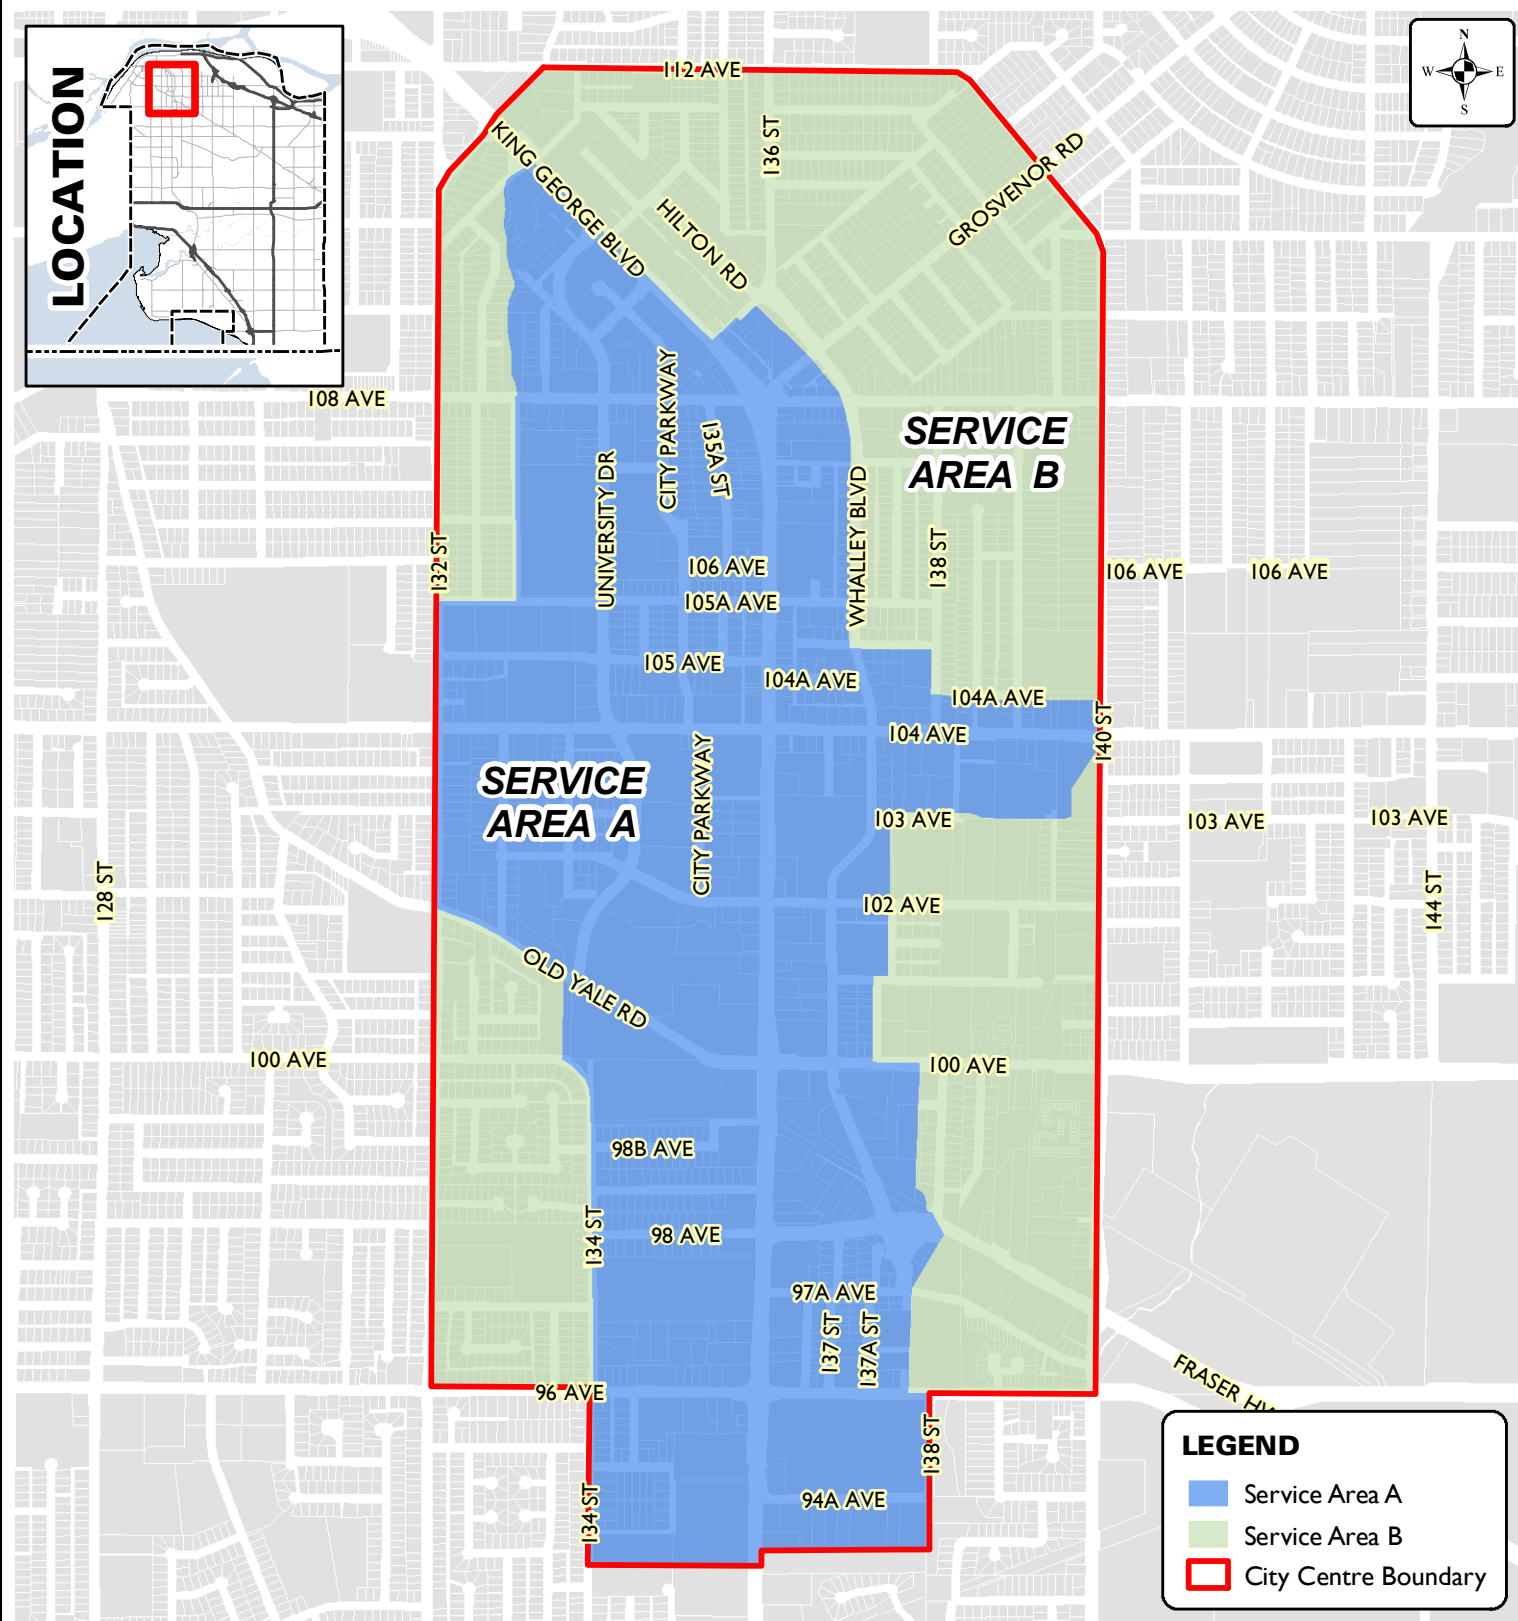 LOCATION
N
W E
S
112 AVE
KING GEORGE BLVD
136 ST
HILTON RD
GROSVENOR RD
108 AVE
CITY PARKWAY
135A ST
SERVICE
AREA B
UNIVERSITY DR
WHALLEY BLVD
132 ST
138 ST
106 AVE
106 AVE
106 AVE
105A AVE
105 AVE
104A AVE
104A AVE
104 AVE
140 ST
SERVICE
AREA A
CITY PARKWAY
103 AVE
103 AVE
103 AVE
128 ST
102 AVE
144 ST
OLD YALE RD
100 AVE
100 AVE
98B AVE
134 ST
98 AVE
97A AVE
137 ST
137A ST
FRASER
96 AVE
138 ST
94A AVE
134 ST
LEGEND
Service Area A
Service Area B
City Centre Boundary